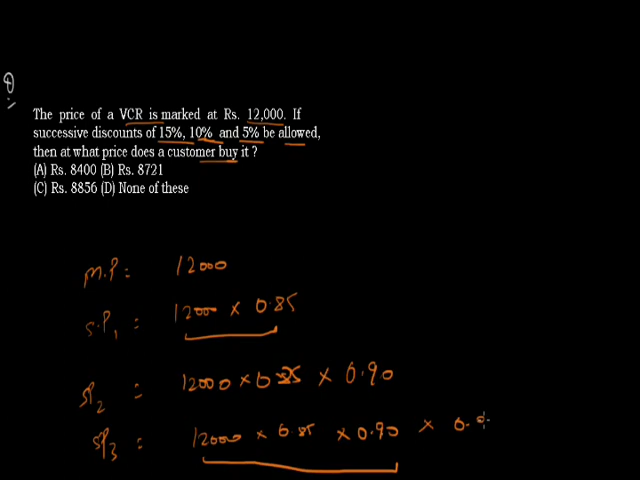 Q:
The price of a VCR is marked at Rs. 12,000. If
successive discounts of 15%, 10% and 5% be allowed,
then at what price does a customer buy it ?
(A) Rs. 8400 (B) Rs. 8721
(C) Rs. 8856 (D) None of these
M.P = 12000
S.P1 = 12000 × 0.85
SP2 = 12000 × 0.85 × 0.90
SP3 = 12000 × 0.85 × 0.90 × 0.